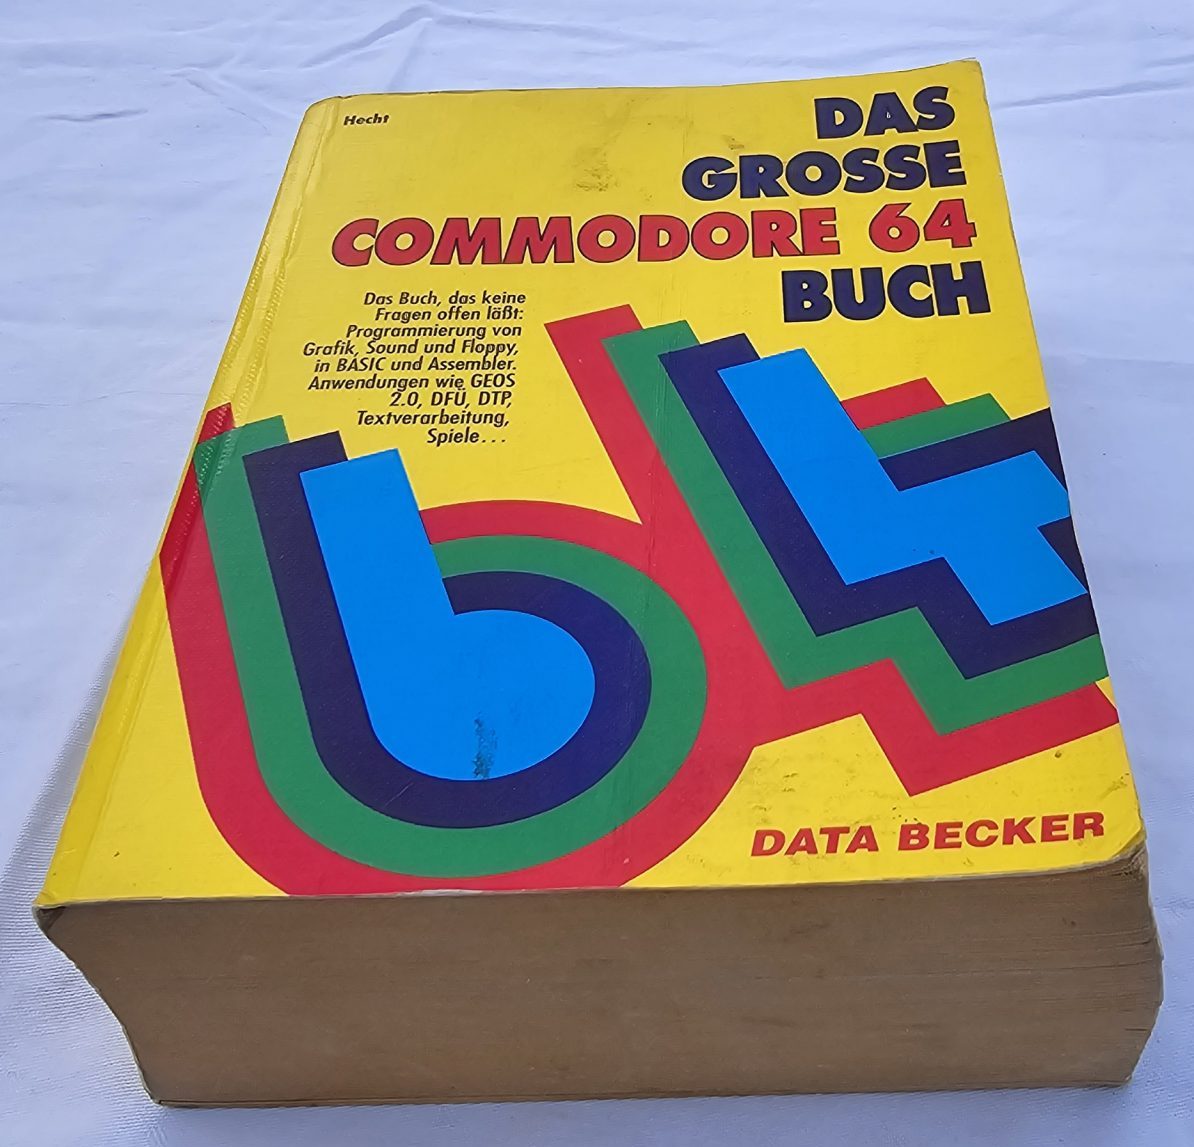 Hecht
DAS
GROSSE
COMMODORE 64
BUCH
Das Buch, das keine
Fragen offen läßt:
Programmierung von
Grafik, Sound und Floppy,
in BASIC und Assembler.
Anwendungen wie GEOS
2.0, DFÜ, DTP,
Textverarbeitung,
Spiele...
64
DATA BECKER